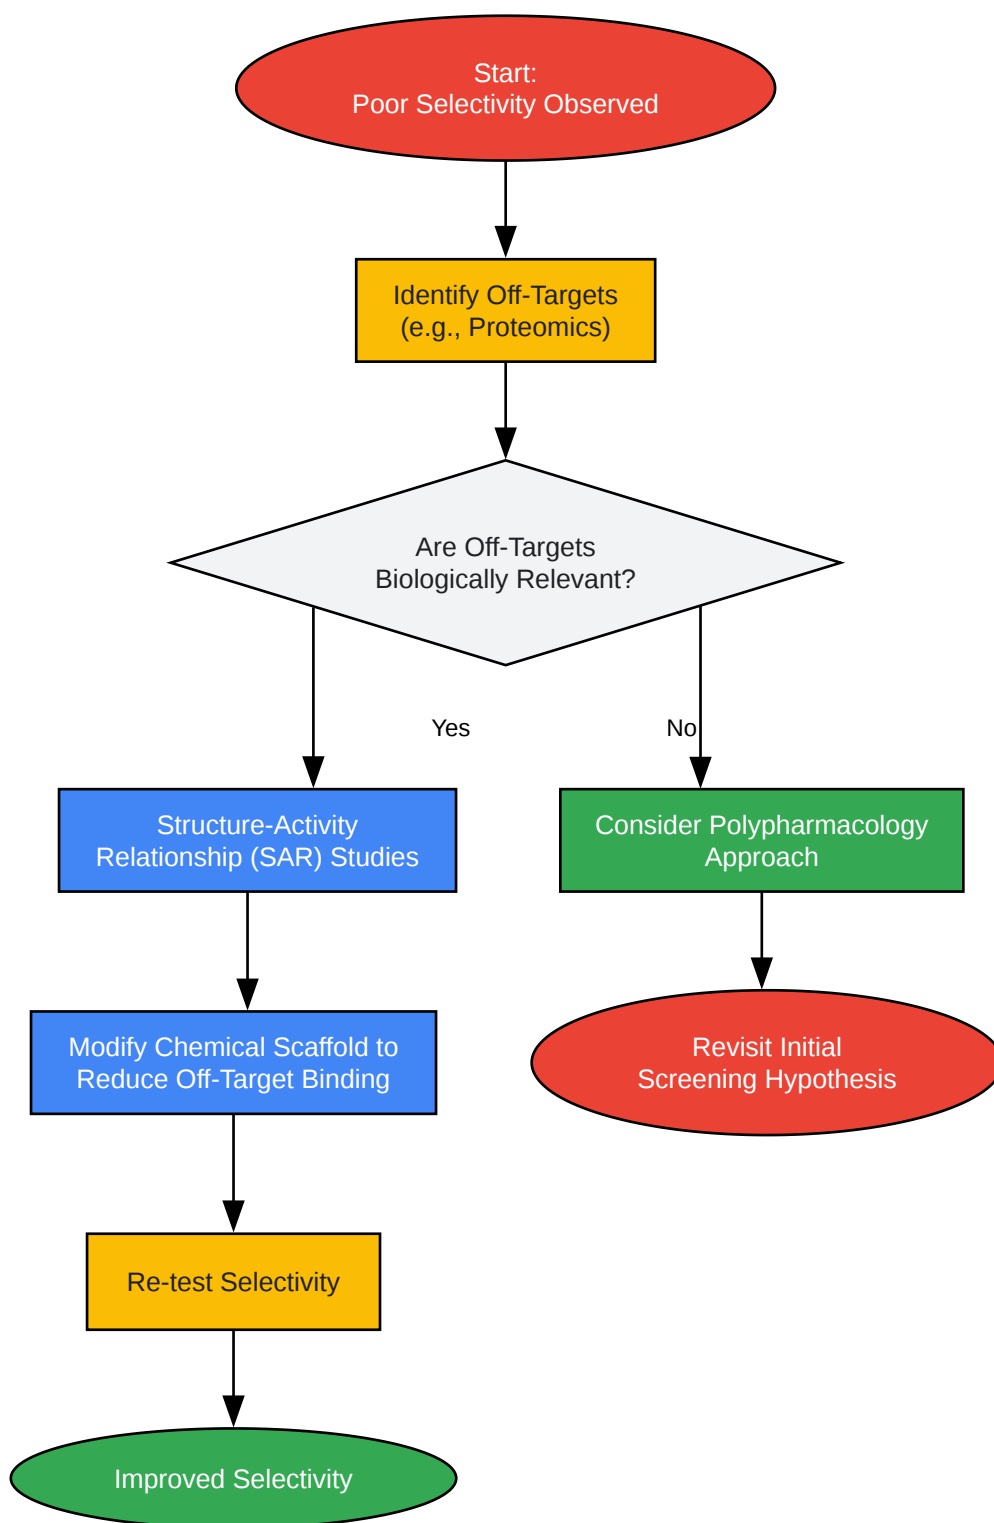 Start:
Poor Selectivity Observed
Identify Off-Targets
(e.g., Proteomics)
Are Off-Targets
Biologically Relevant?
Yes
No
Structure-Activity
Relationship (SAR) Studies
Consider Polypharmacology
Approach
Modify Chemical Scaffold to
Reduce Off-Target Binding
Revisit Initial
Screening Hypothesis
Re-test Selectivity
Improved Selectivity